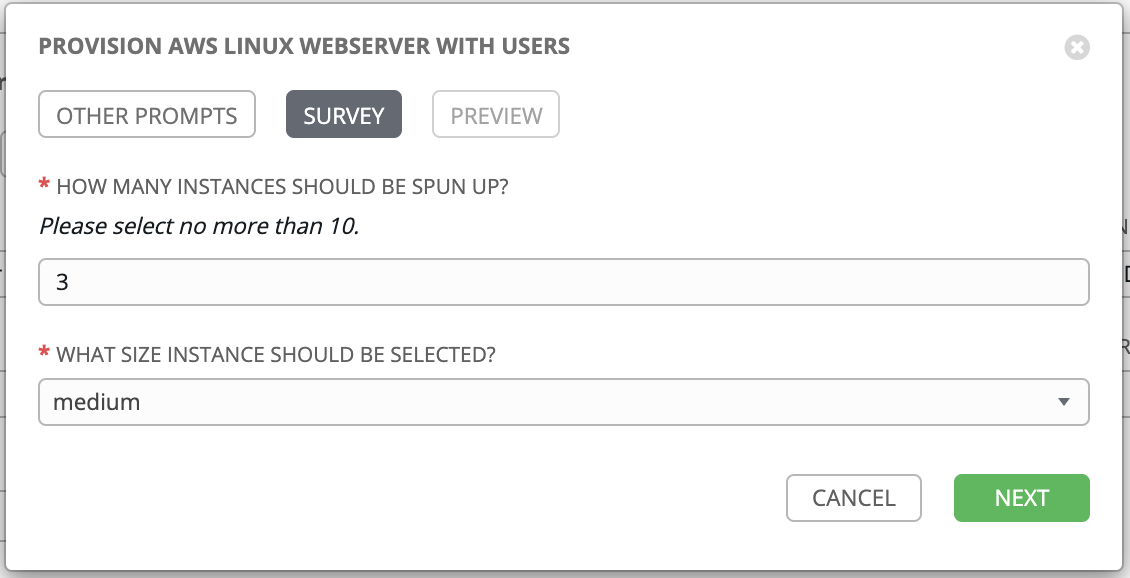 PROVISION AWS LINUX WEBSERVER WITH USERS
OTHER PROMPTS SURVEY PREVIEW
* HOW MANY INSTANCES SHOULD BE SPUN UP?
Please select no more than 10.
3
* WHAT SIZE INSTANCE SHOULD BE SELECTED?
medium
CANCEL NEXT